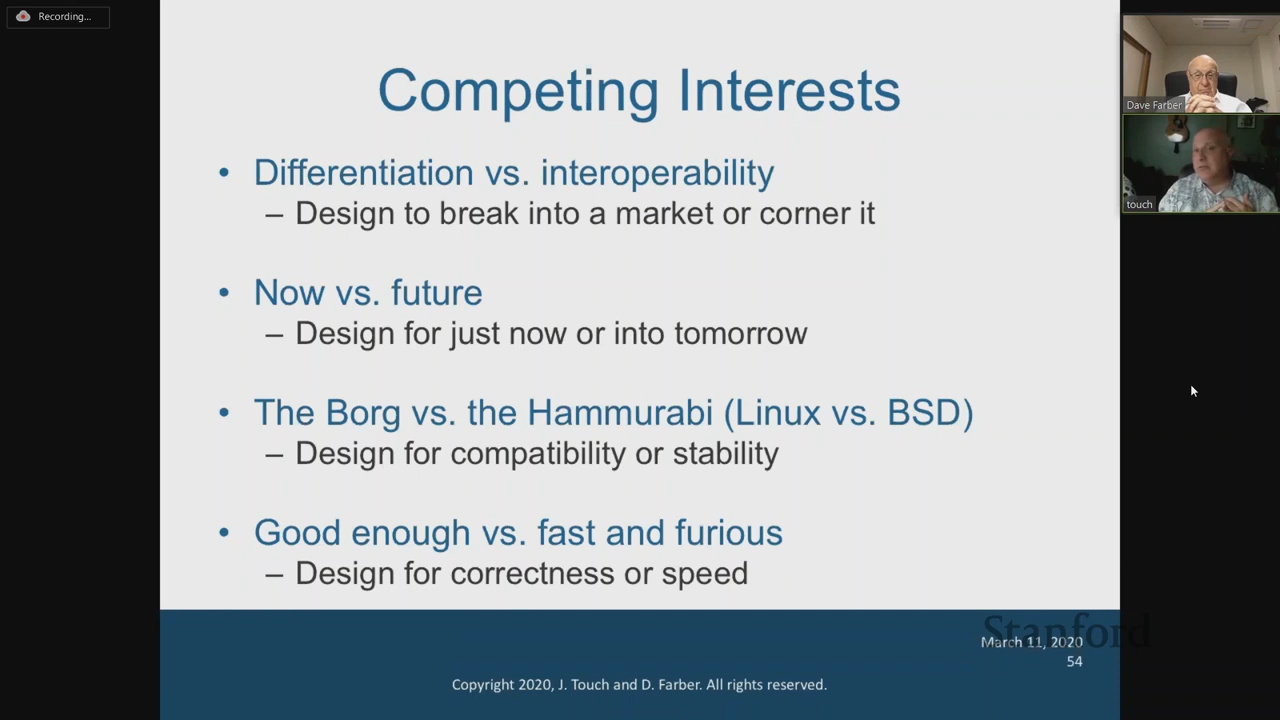 Recording...
Competing Interests
• Differentiation vs. interoperability
– Design to break into a market or corner it
• Now vs. future
– Design for just now or into tomorrow
• The Borg vs. the Hammurabi (Linux vs. BSD)
– Design for compatibility or stability
• Good enough vs. fast and furious
– Design for correctness or speed
Stanford
March 11, 2020
54
Copyright 2020, J. Touch and D. Farber. All rights reserved.
Dave Farber
touch